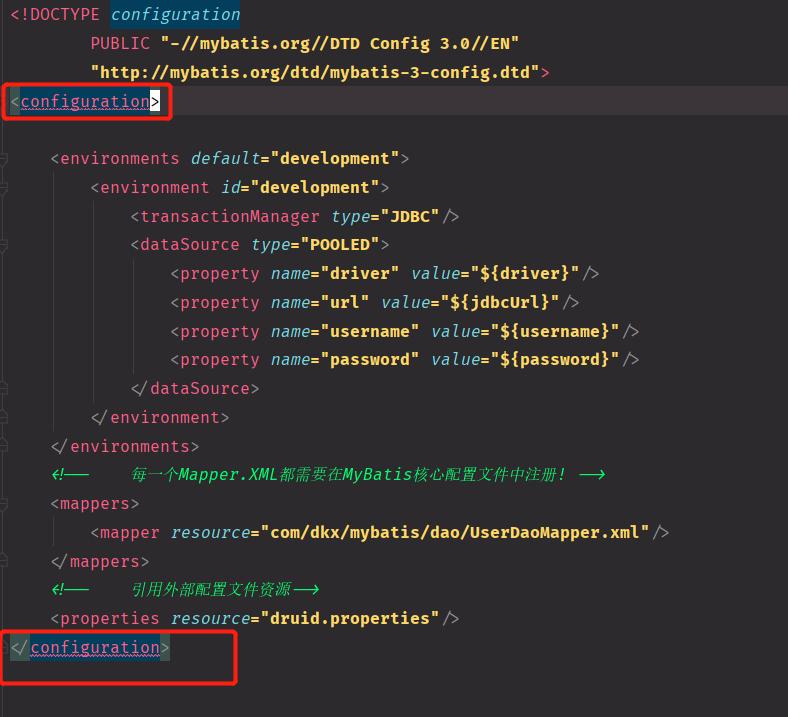 <!DOCTYPE configuration
PUBLIC "-//mybatis.org//DTD Config 3.0//EN"
"http://mybatis.org/dtd/mybatis-3-config.dtd">
<configuration>
<environments default="development">
<environment id="development">
<transactionManager type="JDBC"/>
<dataSource type="POOLED">
<property name="driver" value="${driver}"/>
<property name="url" value="${jdbcUrl}"/>
<property name="username" value="${username}"/>
<property name="password" value="${password}"/>
</dataSource>
</environment>
</environments>
<!-- 每一个Mapper.XML都需要在MyBatis核心配置文件中注册! -->
<mappers>
<mapper resource="com/dkx/mybatis/dao/UserDaoMapper.xml"/>
</mappers>
<!-- 引用外部配置文件资源-->
<properties resource="druid.properties"/>
</configuration>